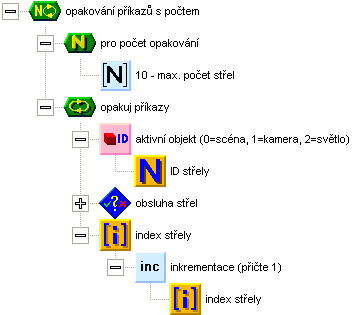 N opakování příkazů s počtem
N pro počet opakování
[N] 10 - max. počet střel
opakuj příkazy
ID aktivní objekt (0=scéna, 1=kamera, 2=světlo)
N ID střely
? obsluha střel
[i] index střely
inc inkrementace (přičte 1)
[i] index střely